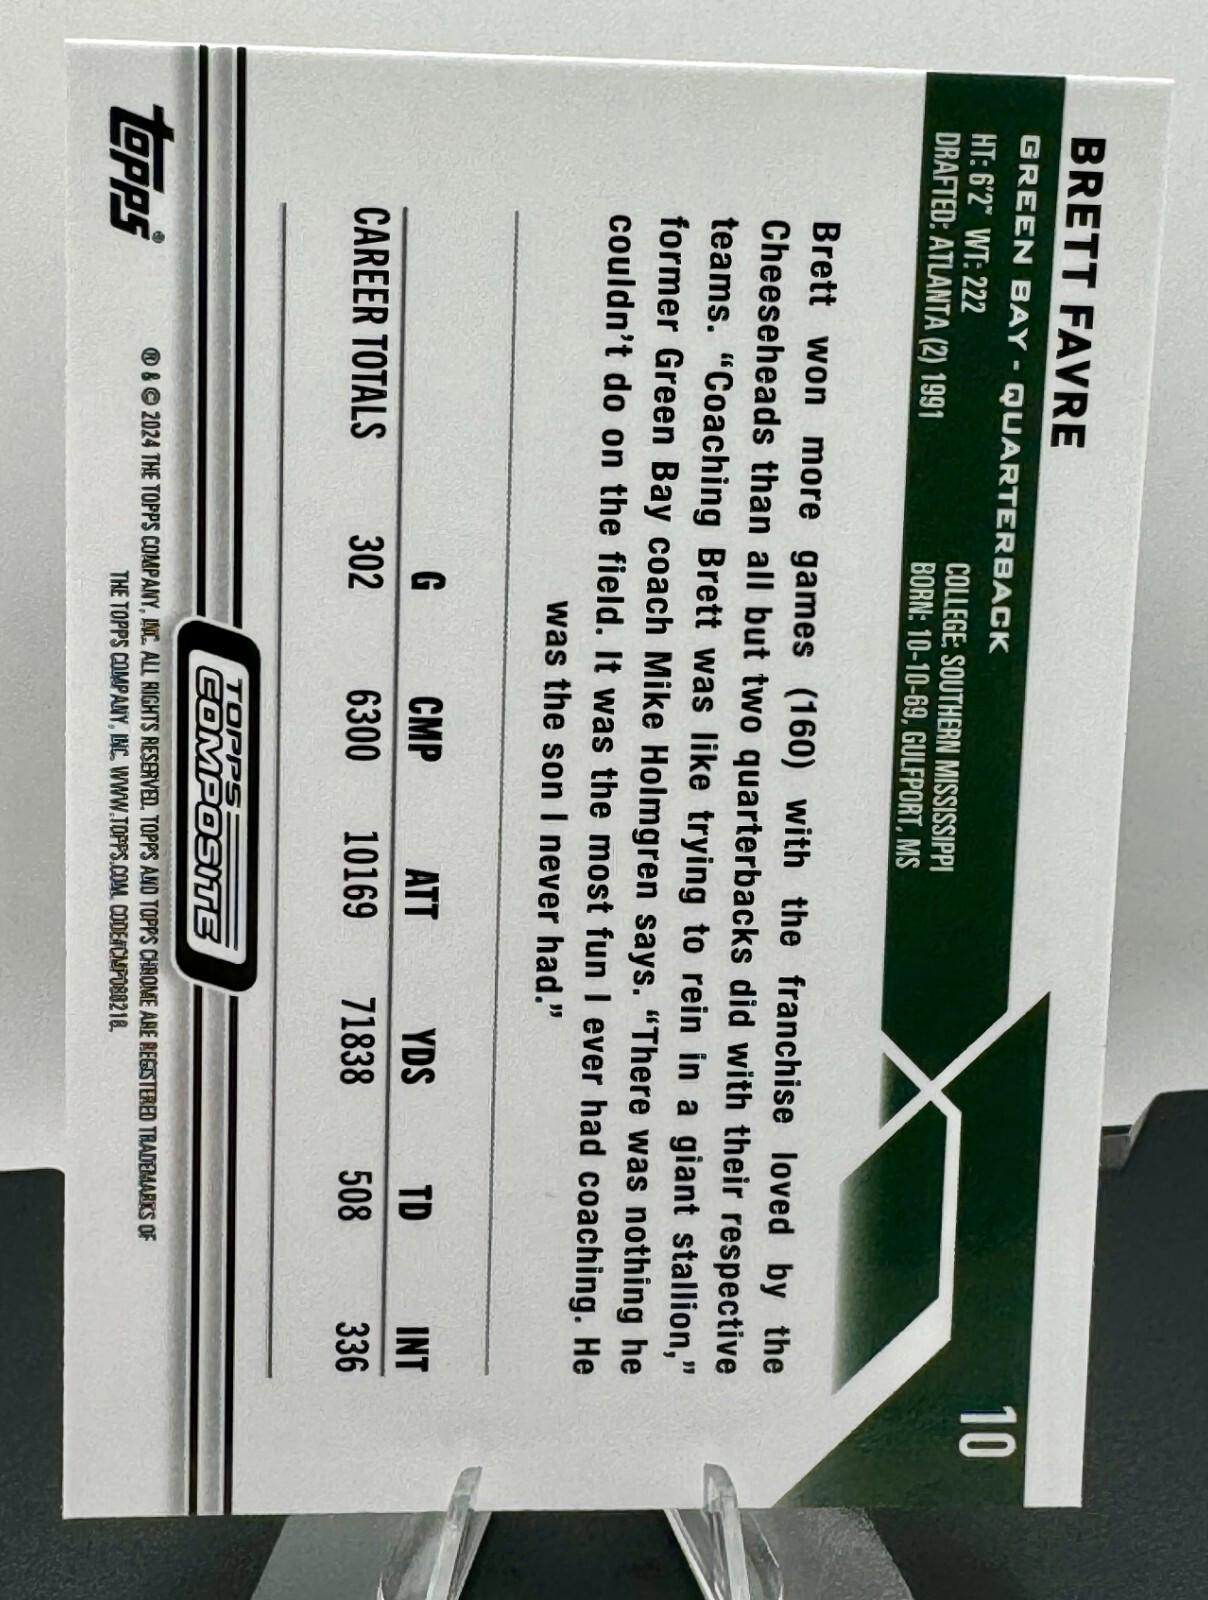 BRETT FAVRE
GREEN BAY - QUARTERBACK
HT: 6'2" WT: 222
COLLEGE: SOUTHERN MISSISSIPPI
DRAFTED: ATLANTA (2) 1991
BORN: 10-10-69, GULFPORT, MS
10
Brett won more games (160) with the franchise loved by the
Cheeseheads than all but two quarterbacks did with their respective
teams. “Coaching Brett was like trying to rein in a giant stallion,”
former Green Bay coach Mike Holmgren says. “There was nothing he
couldn’t do on the field. It was the most fun I ever had coaching. He
was the son I never had.”
G CMP ATT YDS TD INT
CAREER TOTALS 302 6300 10169 71838 508 336
TOPPS
COMPOSITE
topps®
® & © 2024 THE TOPPS COMPANY, INC. ALL RIGHTS RESERVED. TOPPS AND TOPPS CHROME ARE REGISTERED TRADEMARKS OF
THE TOPPS COMPANY, INC. WWW.TOPPS.COM. CODE#CMP088218.